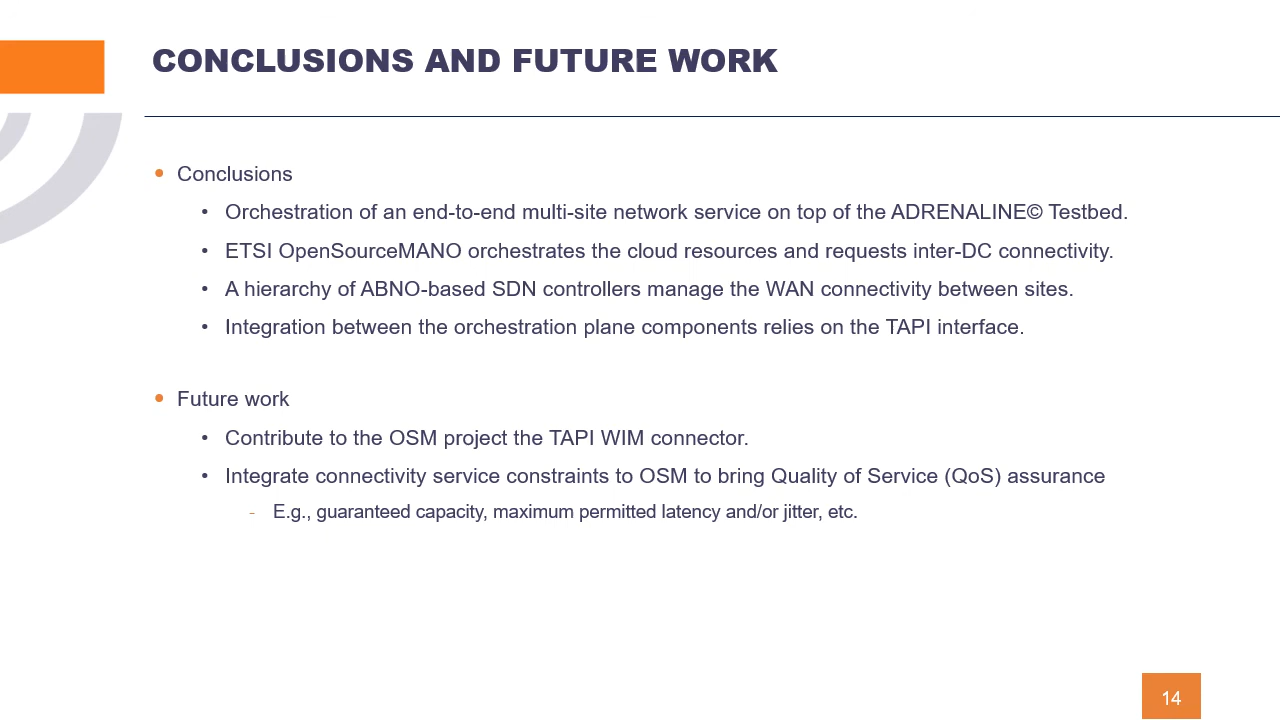 CONCLUSIONS AND FUTURE WORK
• Conclusions
• Orchestration of an end-to-end multi-site network service on top of the ADRENALINE© Testbed.
• ETSI OpenSourceMANO orchestrates the cloud resources and requests inter-DC connectivity.
• A hierarchy of ABNO-based SDN controllers manage the WAN connectivity between sites.
• Integration between the orchestration plane components relies on the TAPI interface.
• Future work
• Contribute to the OSM project the TAPI WIM connector.
• Integrate connectivity service constraints to OSM to bring Quality of Service (QoS) assurance
- E.g., guaranteed capacity, maximum permitted latency and/or jitter, etc.
14